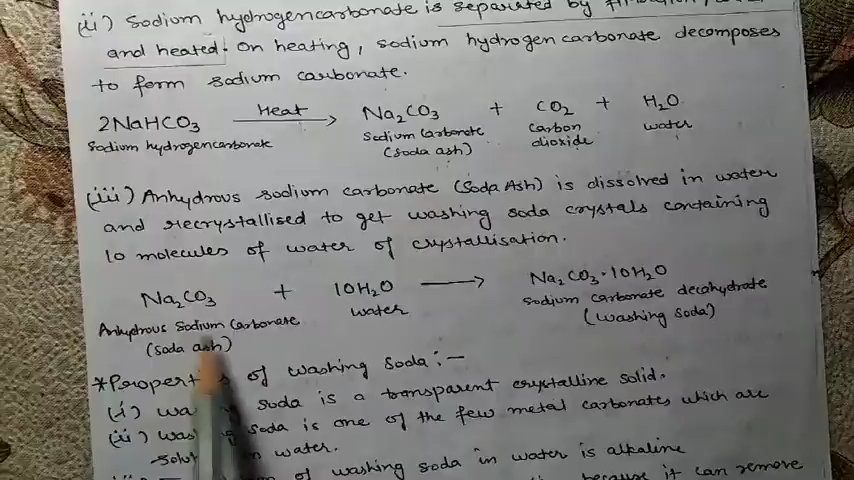 (ii) Sodium hydrogencarbonate is separated by
and heated. On heating, sodium hydrogen carbonate decomposes
to form sodium carbonate.
2NaHCO3 Heat → Na2CO3 + CO2 + H2O
Sodium hydrogencarbonate Sodium Carbonate Carbon water
(Soda ash) dioxide
(iii) Anhydrous sodium carbonate (Soda Ash) is dissolved in water
and recrystallised to get washing soda crystals containing
10 molecules of water of crystallisation.
Na2CO3 + 10H2O → Na2CO3·10H2O
Anhydrous Sodium Carbonate water Sodium carbonate decahydrate
(Soda ash) (Washing soda)
*Propert s of washing Soda:-
(i) wa soda is a transparent crystalline solid.
(ii) was g soda is one of the few metal carbonates which are
solu in water.
of washing soda in water is alkaline
because it can remove